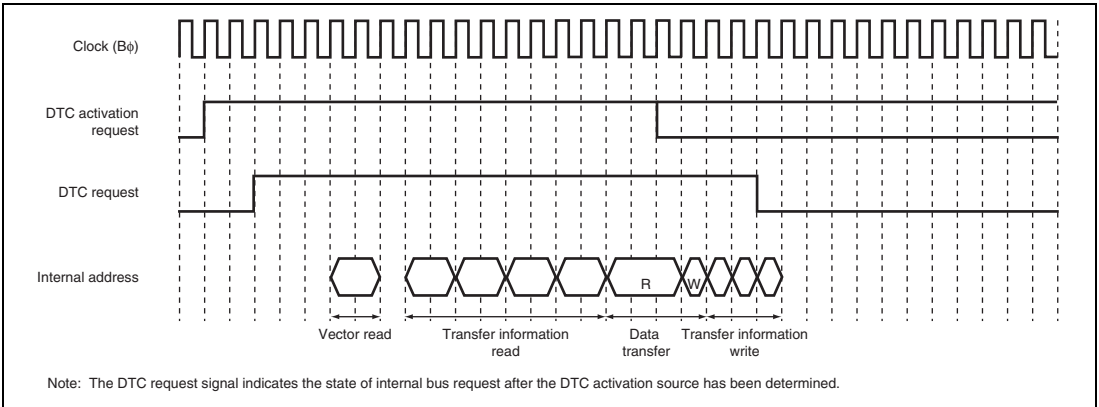 Clock (Bφ)
DTC activation
request
DTC request
Internal address
R
W
Vector read
Transfer information
read
Data
transfer
Transfer information
write
Note: The DTC request signal indicates the state of internal bus request after the DTC activation source has been determined.